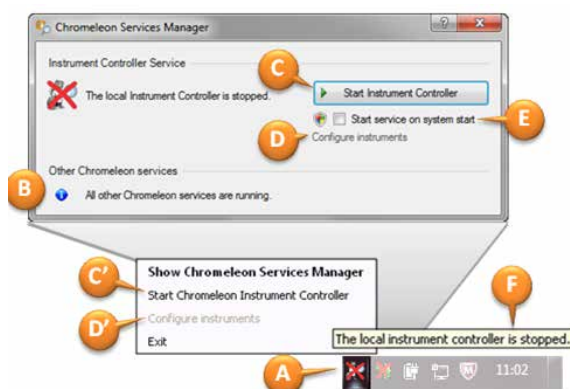 Chromeleon Services Manager
Instrument Controller Service
C
The local Instrument Controller is stopped.
Start Instrument Controller
Start service on system start
E
D
Configure instruments
Other Chromeleon services
B
All other Chromeleon services are running.
Show Chromeleon Services Manager
C'
Start Chromeleon Instrument Controller
F
D'
Configure instruments
The local instrument controller is stopped.
Exit
A
11:02